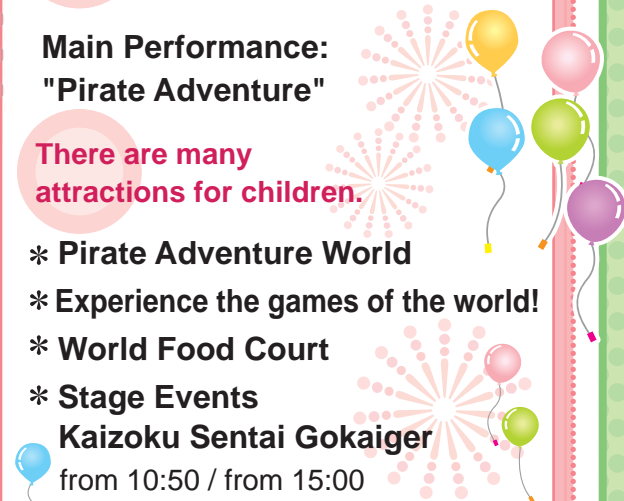 Main Performance:
"Pirate Adventure"
There are many
attractions for children.
* Pirate Adventure World
* Experience the games of the world!
* World Food Court
* Stage Events
Kaizoku Sentai Gokaiger
from 10:50 / from 15:00